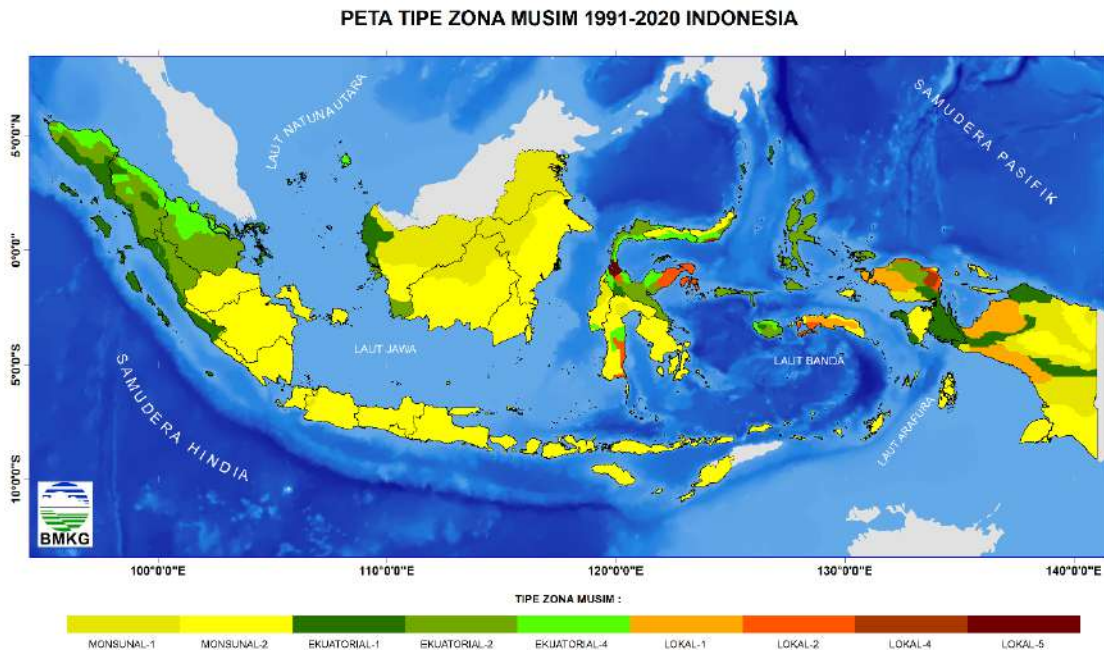 PETA TIPE ZONA MUSIM 1991-2020 INDONESIA
SAMUDERA PASIFIK
LAUT NATUNAUTARA
5°0'0"N
0°0'0"
5°0'0"S
10°0'0"S
LAUT JAWA
LAUT BANDA
LAUT ARAFURA
SAMUDERA HINDIA
BMKG
100°0'0"E
110°0'0"E
120°0'0"E
130°0'0"E
140°0'0"E
TIPE ZONA MUSIM :
MONSUNAL-1
MONSUNAL-2
EKUATORIAL-1
EKUATORIAL-2
EKUATORIAL-4
LOKAL-1
LOKAL-2
LOKAL-4
LOKAL-5